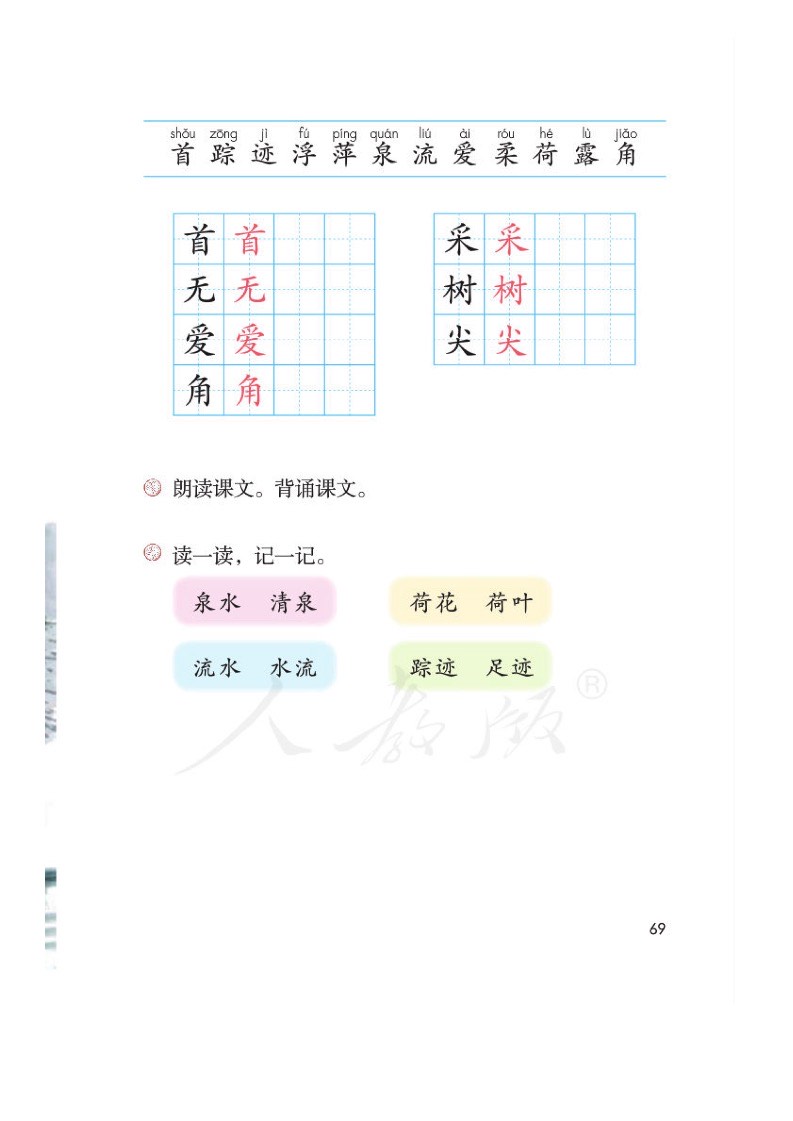 shǒu zōng jì fú píng quán liú ài róu hé lù jiǎo
首 踪 迹 浮 萍 泉 流 爱 柔 荷 露 角
首 首 采 采
无 无 树 树
爱 爱 尖 尖
角 角
朗读课文。背诵课文。
读一读，记一记。
泉水 清泉 荷花 荷叶
流水 水流 踪迹 足迹
人教版®
69